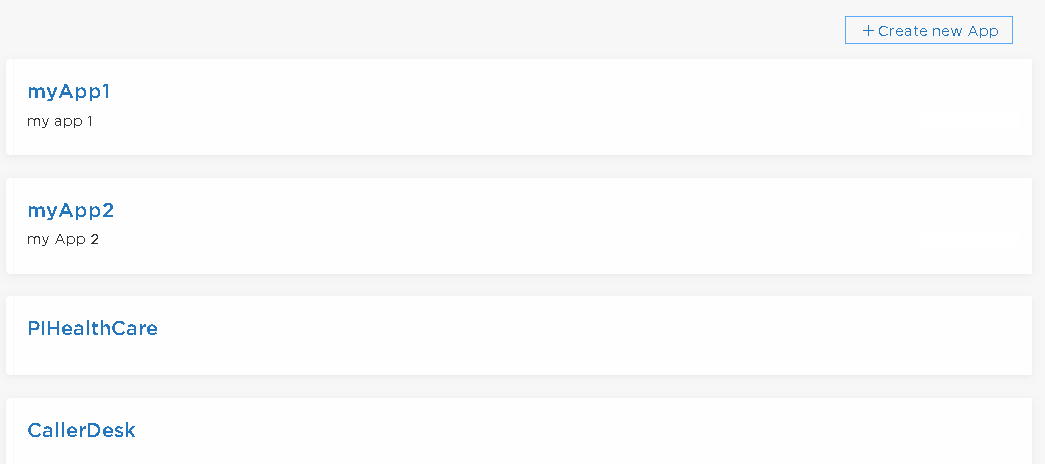 + Create new App
myApp1
my app 1
myApp2
my App 2
PIHealthCare
CallerDesk